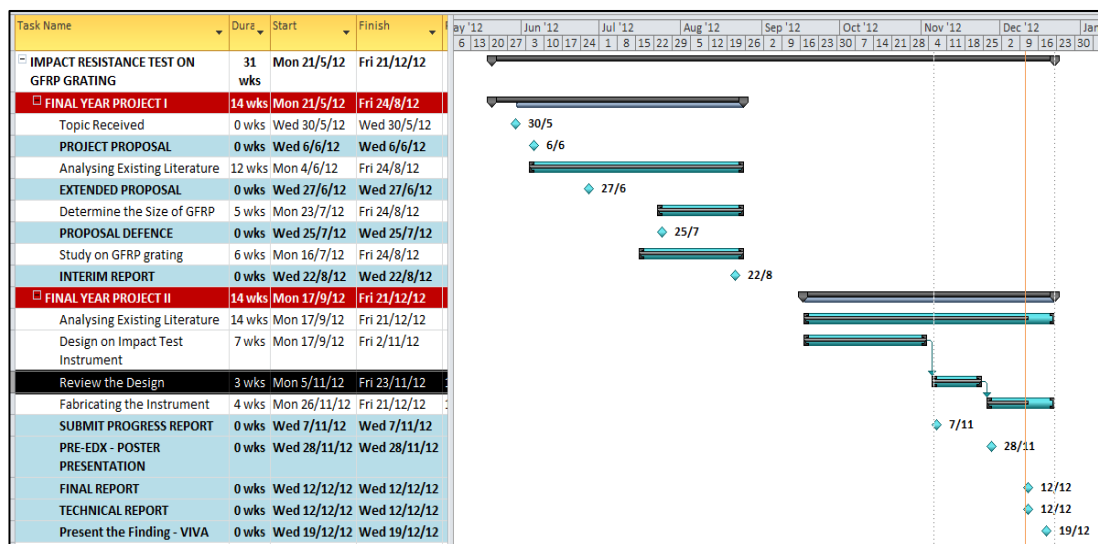 Task Name Dura Start Finish
ay '12 Jun '12 Jul '12 Aug '12 Sep '12 Oct '12 Nov '12 Dec '12 Jan
6 13 20 27 3 10 17 24 1 8 15 22 29 5 12 19 26 2 9 16 23 30 7 14 21 28 4 11 18 25 2 9 16 23 30
IMPACT RESISTANCE TEST ON 31 Mon 21/5/12 Fri 21/12/12
GFRP GRATING wks
FINAL YEAR PROJECT I 14 wks Mon 21/5/12 Fri 24/8/12
Topic Received 0 wks Wed 30/5/12 Wed 30/5/12 30/5
PROJECT PROPOSAL 0 wks Wed 6/6/12 Wed 6/6/12 6/6
Analysing Existing Literature 12 wks Mon 4/6/12 Fri 24/8/12
EXTENDED PROPOSAL 0 wks Wed 27/6/12 Wed 27/6/12 27/6
Determine the Size of GFRP 5 wks Mon 23/7/12 Fri 24/8/12
PROPOSAL DEFENCE 0 wks Wed 25/7/12 Wed 25/7/12 25/7
Study on GFRP grating 6 wks Mon 16/7/12 Fri 24/8/12
INTERIM REPORT 0 wks Wed 22/8/12 Wed 22/8/12 22/8
FINAL YEAR PROJECT II 14 wks Mon 17/9/12 Fri 21/12/12
Analysing Existing Literature 14 wks Mon 17/9/12 Fri 21/12/12
Design on Impact Test 7 wks Mon 17/9/12 Fri 2/11/12
Instrument
Review the Design 3 wks Mon 5/11/12 Fri 23/11/12
Fabricating the Instrument 4 wks Mon 26/11/12 Fri 21/12/12
SUBMIT PROGRESS REPORT 0 wks Wed 7/11/12 Wed 7/11/12 7/11
PRE-EDX - POSTER 0 wks Wed 28/11/12 Wed 28/11/12 28/11
PRESENTATION
FINAL REPORT 0 wks Wed 12/12/12 Wed 12/12/12 12/12
TECHNICAL REPORT 0 wks Wed 12/12/12 Wed 12/12/12 12/12
Present the Finding - VIVA 0 wks Wed 19/12/12 Wed 19/12/12 19/12